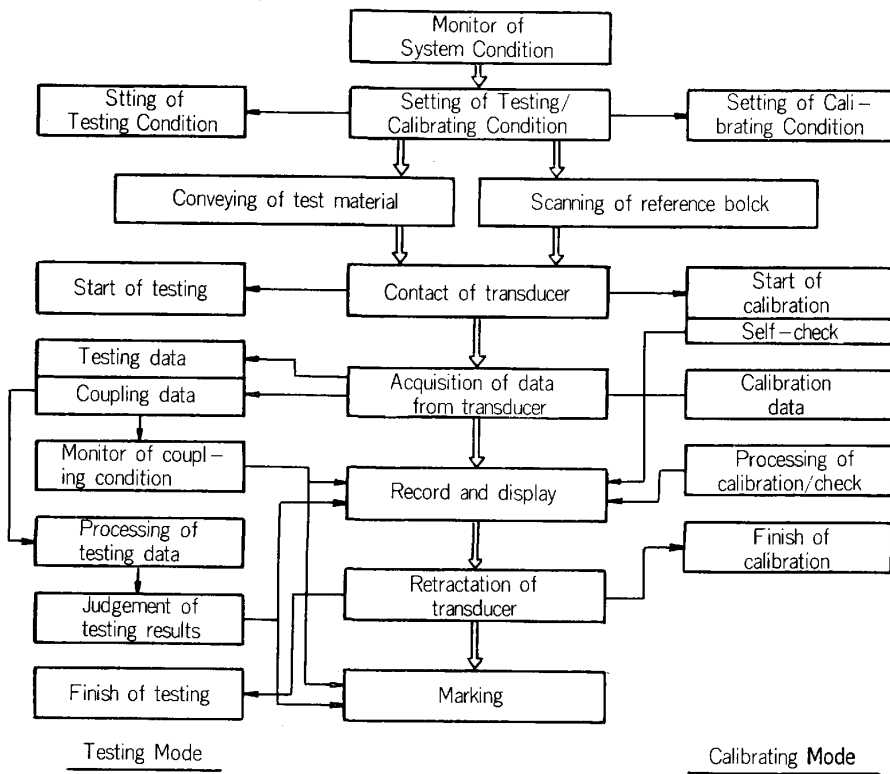 Monitor of
System Condition
Stting of
Testing Condition
Setting of Testing/
Calibrating Condition
Setting of Cali-
brating Condition
Conveying of test material
Scanning of reference bolck
Start of testing
Contact of transducer
Start of
calibration
Self-check
Testing data
Coupling data
Acquisition of data
from transducer
Calibration
data
Monitor of coupl-
ing condition
Record and display
Processing of
calibration/check
Processing of
testing data
Finish of
calibration
Retractation of
transducer
Judgement of
testing results
Finish of testing
Marking
Testing Mode
Calibrating Mode